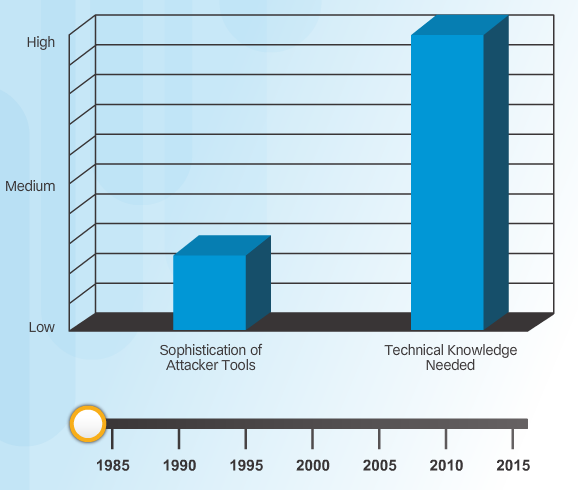 High
Medium
Low
Sophistication of
Attacker Tools
Technical Knowledge
Needed
1985 1990 1995 2000 2005 2010 2015